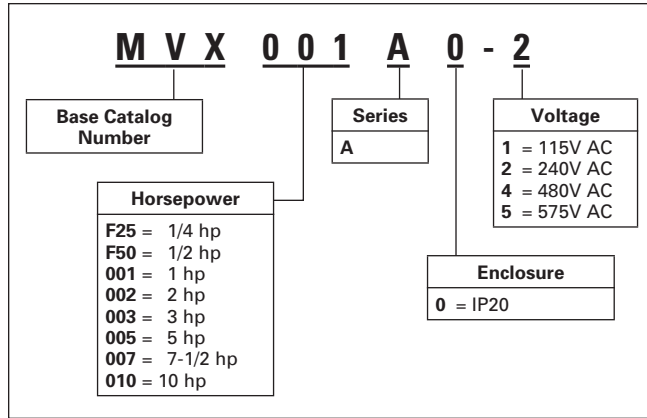 M V X 0 0 1 A 0 - 2
Base Catalog
Number
Series
A
Voltage
1 = 115V AC
2 = 240V AC
4 = 480V AC
5 = 575V AC
Horsepower
F25 = 1/4 hp
F50 = 1/2 hp
001 = 1 hp
002 = 2 hp
003 = 3 hp
005 = 5 hp
007 = 7-1/2 hp
010 = 10 hp
Enclosure
0 = IP20